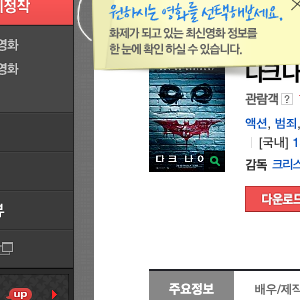 원하시는 영화를 선택해보세요.
화제가 되고 있는 최신영화 정보를
한 눈에 확인 하실 수 있습니다.
정작
영화
영화
다크나
관람객 ?
액션, 범죄,
[국내] 1
감독 크리스
다크나이
다운로드
up
주요정보
배우/제작